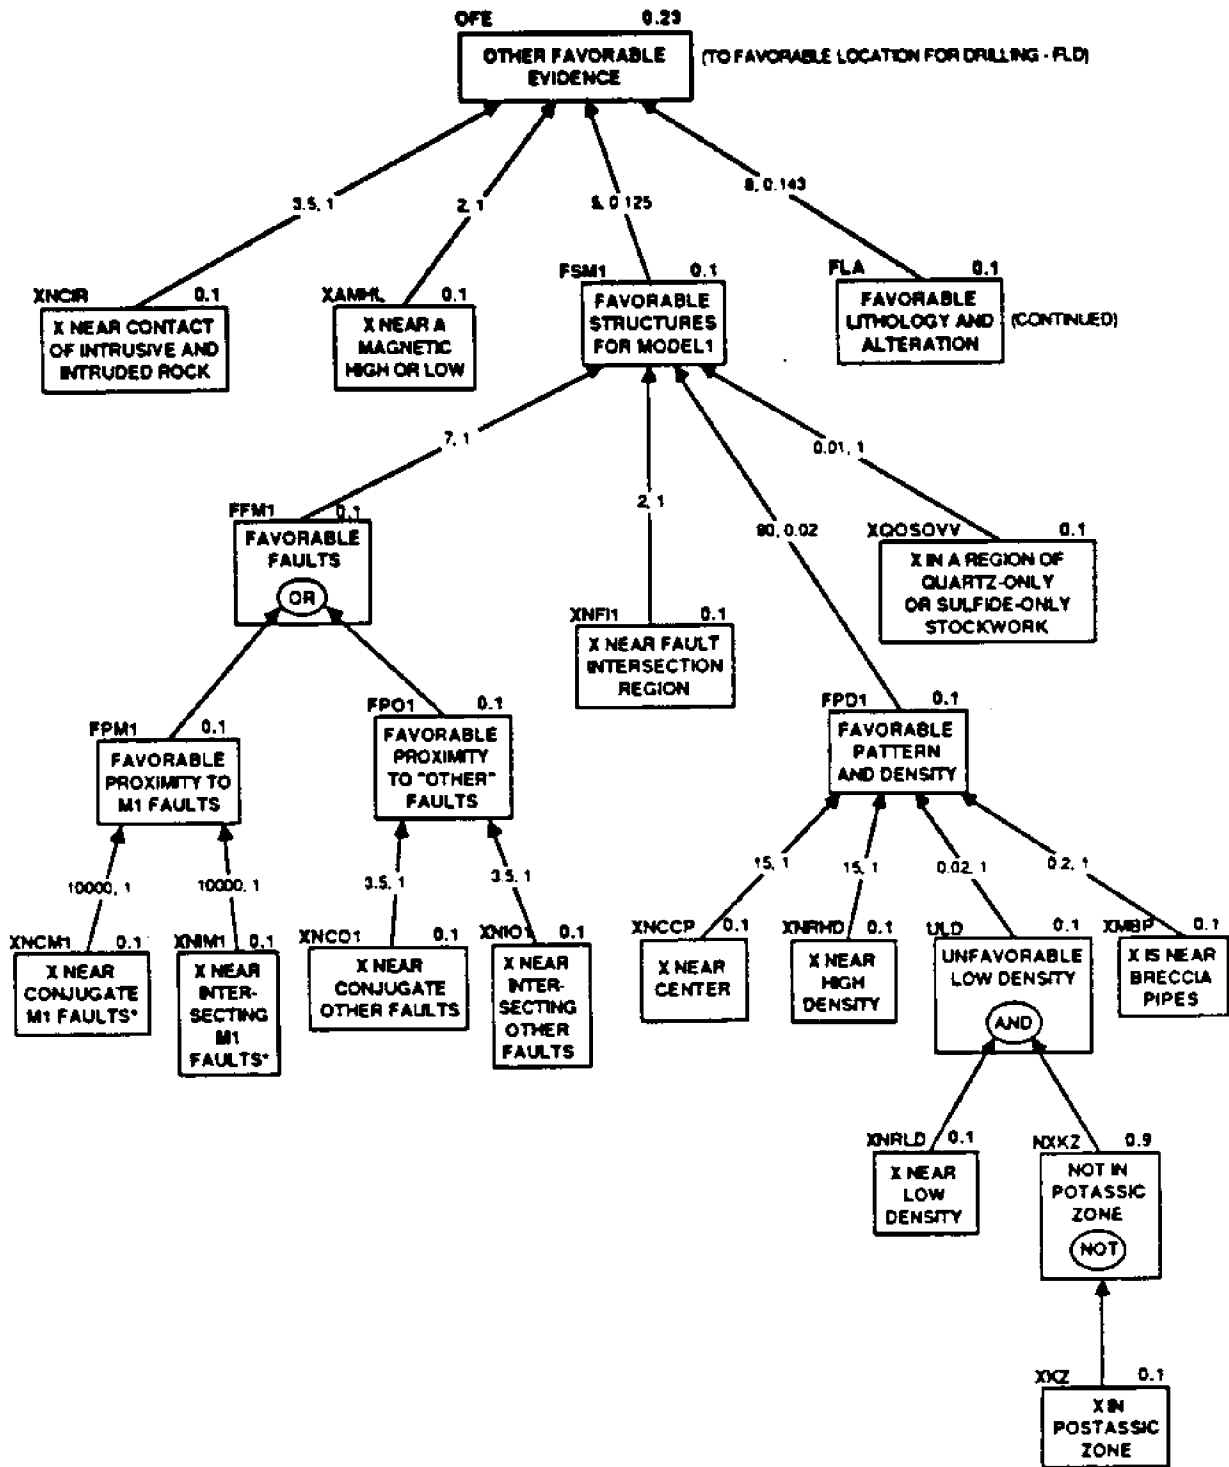 OFE 0.23
OTHER FAVORABLE
EVIDENCE
(TO FAVORABLE LOCATION FOR DRILLING - FLD)
3.5, 1
2, 1
5, 0.125
8, 0.143
XNCIR 0.1
X NEAR CONTACT
OF INTRUSIVE AND
INTRUDED ROCK
XAMHL 0.1
X NEAR A
MAGNETIC
HIGH OR LOW
FSM1 0.1
FAVORABLE
STRUCTURES
FOR MODEL1
FLA 0.1
FAVORABLE
LITHOLOGY AND
ALTERATION
(CONTINUED)
7, 1
2, 1
90, 0.02
0.01, 1
FFM1 0.1
FAVORABLE
FAULTS
OR
XNFI1 0.1
X NEAR FAULT
INTERSECTION
REGION
XQOSOVV 0.1
X IN A REGION OF
QUARTZ-ONLY
OR SULFIDE-ONLY
STOCKWORK
FPM1 0.1
FAVORABLE
PROXIMITY TO
M1 FAULTS
FPO1 0.1
FAVORABLE
PROXIMITY
TO "OTHER"
FAULTS
FPD1 0.1
FAVORABLE
PATTERN
AND DENSITY
10000, 1
10000, 1
3.5, 1
3.5, 1
15, 1
15, 1
0.02, 1
0.2, 1
XNCM1 0.1
X NEAR
CONJUGATE
M1 FAULTS*
XNIM1 0.1
X NEAR
INTER-
SECTING
M1
FAULTS*
XNCO1 0.1
X NEAR
CONJUGATE
OTHER FAULTS
XNIO1 0.1
X NEAR
INTER-
SECTING
OTHER
FAULTS
XNCCP 0.1
X NEAR
CENTER
XNRHD 0.1
X NEAR
HIGH
DENSITY
ULD 0.1
UNFAVORABLE
LOW DENSITY
AND
XMBP 0.1
X IS NEAR
BRECCIA
PIPES
XNRLD 0.1
X NEAR
LOW
DENSITY
NXKZ 0.9
NOT IN
POTASSIC
ZONE
NOT
XKZ 0.1
X IN
POSTASSIC
ZONE